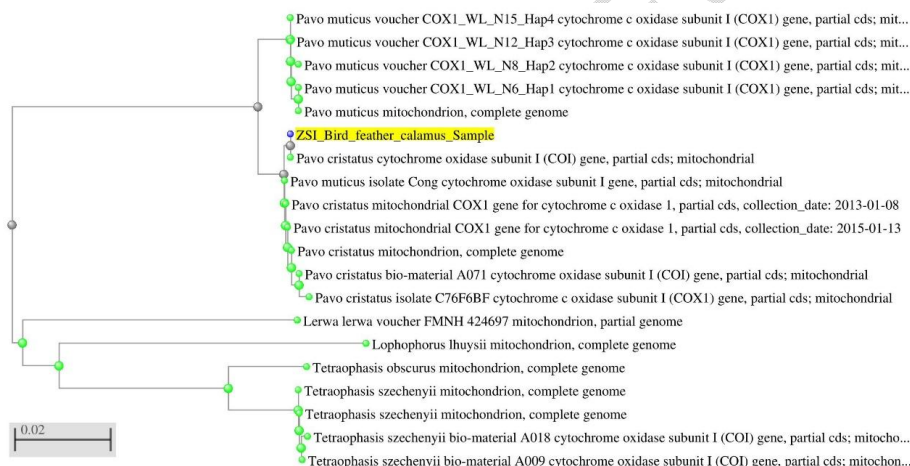 Pavo muticus voucher COX1_WL_N15_Hap4 cytochrome c oxidase subunit I (COX1) gene, partial cds; mit...
Pavo muticus voucher COX1_WL_N12_Hap3 cytochrome c oxidase subunit I (COX1) gene, partial cds; mit...
Pavo muticus voucher COX1_WL_N8_Hap2 cytochrome c oxidase subunit I (COX1) gene, partial cds; mit...
Pavo muticus voucher COX1_WL_N6_Hap1 cytochrome c oxidase subunit I (COX1) gene, partial cds; mit...
Pavo muticus mitochondrion, complete genome
ZSI_Bird_feather_calamus_Sample
Pavo cristatus cytochrome oxidase subunit I (COI) gene, partial cds; mitochondrial
Pavo muticus isolate Cong cytochrome oxidase subunit I gene, partial cds; mitochondrial
Pavo cristatus mitochondrial COX1 gene for cytochrome c oxidase 1, partial cds, collection_date: 2013-01-08
Pavo cristatus mitochondrial COX1 gene for cytochrome c oxidase 1, partial cds, collection_date: 2015-01-13
Pavo cristatus mitochondrion, complete genome
Pavo cristatus bio-material A071 cytochrome oxidase subunit I (COI) gene, partial cds; mitochondrial
Pavo cristatus isolate C76F6BF cytochrome c oxidase subunit I (COX1) gene, partial cds; mitochondrial
Lerwa lerwa voucher FMNH 424697 mitochondrion, partial genome
Lophophorus lhuysii mitochondrion, complete genome
Tetraophasis obscurus mitochondrion, complete genome
Tetraophasis szechenyii mitochondrion, complete genome
Tetraophasis szechenyii mitochondrion, complete genome
Tetraophasis szechenyii bio-material A018 cytochrome oxidase subunit I (COI) gene, partial cds; mitocho...
Tetraophasis szechenyii bio-material A009 cytochrome oxidase subunit I (COI) gene, partial cds; mitochon...
0.02